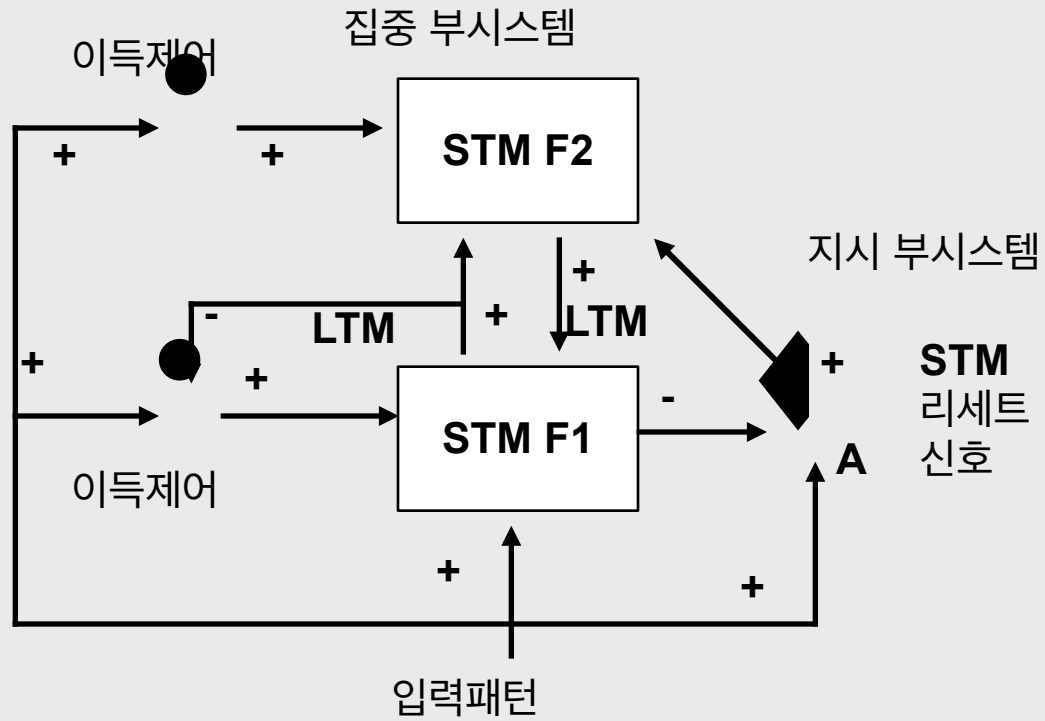 집중 부시스템
이득제어
STM F2
+
+
지시 부시스템
+
-
LTM
+
LTM
+
+
+
STM
리세트
신호
-
STM F1
A
이득제어
+
+
입력패턴